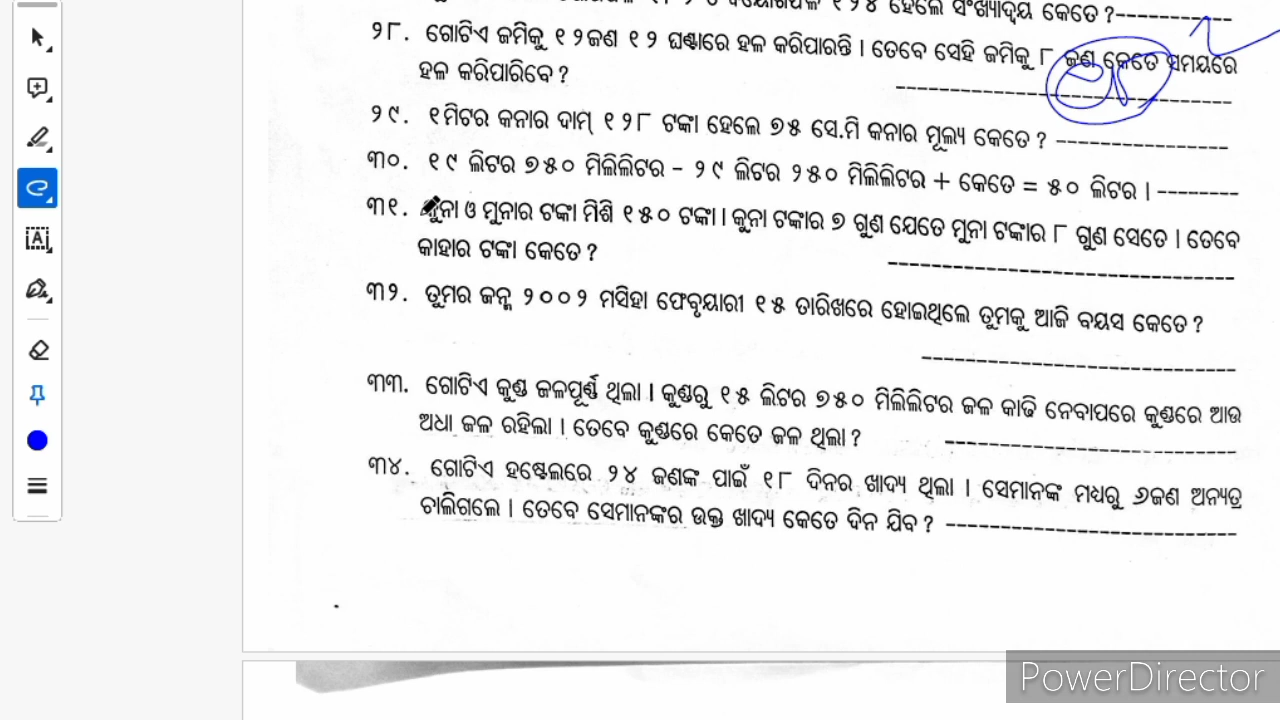 ୧୨୪ ହେଲେ ସଂଖ୍ୟାଦ୍ୱୟ କେତେ ?-----------
୨୮. ଗୋଟିଏ ଜମିକୁ ୧୨ଜଣ ୧୨ ଘଣ୍ଟାରେ ହଳ କରିପାରନ୍ତି । ତେବେ ସେହି ଜମିକୁ ୮ ଜଣ କେତେ ସମୟରେ
ହଳ କରିପାରିବେ ? -------------------------------
୨୯. ୧ମିଟର କନାର ଦାମ୍ ୧୨୮ ଟଙ୍କା ହେଲେ ୭୫ ସେ.ମି କନାର ମୂଲ୍ୟ କେତେ ? ----------------
୩୦. ୧୯ ଲିଟର ୭୫୦ ମିଲିଲିଟର - ୨୯ ଲିଟର ୨୫୦ ମିଲିଲିଟର + କେତେ = ୫୦ ଲିଟର ।--------
୩୧. କୁନା ଓ ମୁନାର ଟଙ୍କା ମିଶି ୧୫୦ ଟଙ୍କା । କୁନା ଟଙ୍କାର ୭ ଗୁଣ ଯେତେ ମୁନା ଟଙ୍କାର ୮ ଗୁଣ ସେତେ । ତେବେ
କାହାର ଟଙ୍କା କେତେ ? --------------------------------
୩୨. ତୁମର ଜନ୍ମ ୨୦୦୨ ମସିହା ଫେବୃୟାରୀ ୧୫ ତାରିଖରେ ହୋଇଥିଲେ ତୁମକୁ ଆଜି ବୟସ କେତେ ?
-----------------------------
୩୩. ଗୋଟିଏ କୁଣ୍ଡ ଜଳପୂର୍ଣ୍ଣ ଥିଲା । କୁଣ୍ଡରୁ ୧୫ ଲିଟର ୭୫୦ ମିଲିଲିଟର ଜଳ କାଢି ନେବାପରେ କୁଣ୍ଡରେ ଆଉ
ଅଧା ଜଳ ରହିଲା । ତେବେ କୁଣ୍ଡରେ କେତେ ଜଳ ଥିଲା ? ---------------------------
୩୪. ଗୋଟିଏ ହଷ୍ଟେଲରେ ୨୪ ଜଣଙ୍କ ପାଇଁ ୧୮ ଦିନର ଖାଦ୍ୟ ଥିଲା । ସେମାନଙ୍କ ମଧ୍ୟରୁ ୬ଜଣ ଅନ୍ୟତ୍ର
ଚାଲିଗଲେ । ତେବେ ସେମାନଙ୍କର ଉକ୍ତ ଖାଦ୍ୟ କେତେ ଦିନ ଯିବ ? ---------------------------
PowerDirector